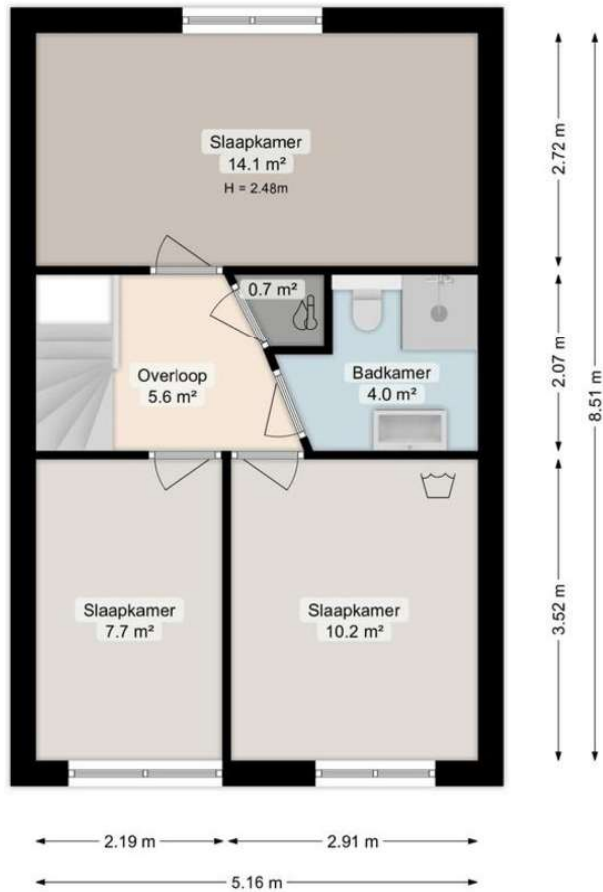 Slaapkamer
14.1 m²
H = 2.48m
0.7 m²
Overloop
5.6 m²
Badkamer
4.0 m²
Slaapkamer
7.7 m²
Slaapkamer
10.2 m²
2.72 m
2.07 m
3.52 m
8.51 m
2.19 m
2.91 m
5.16 m